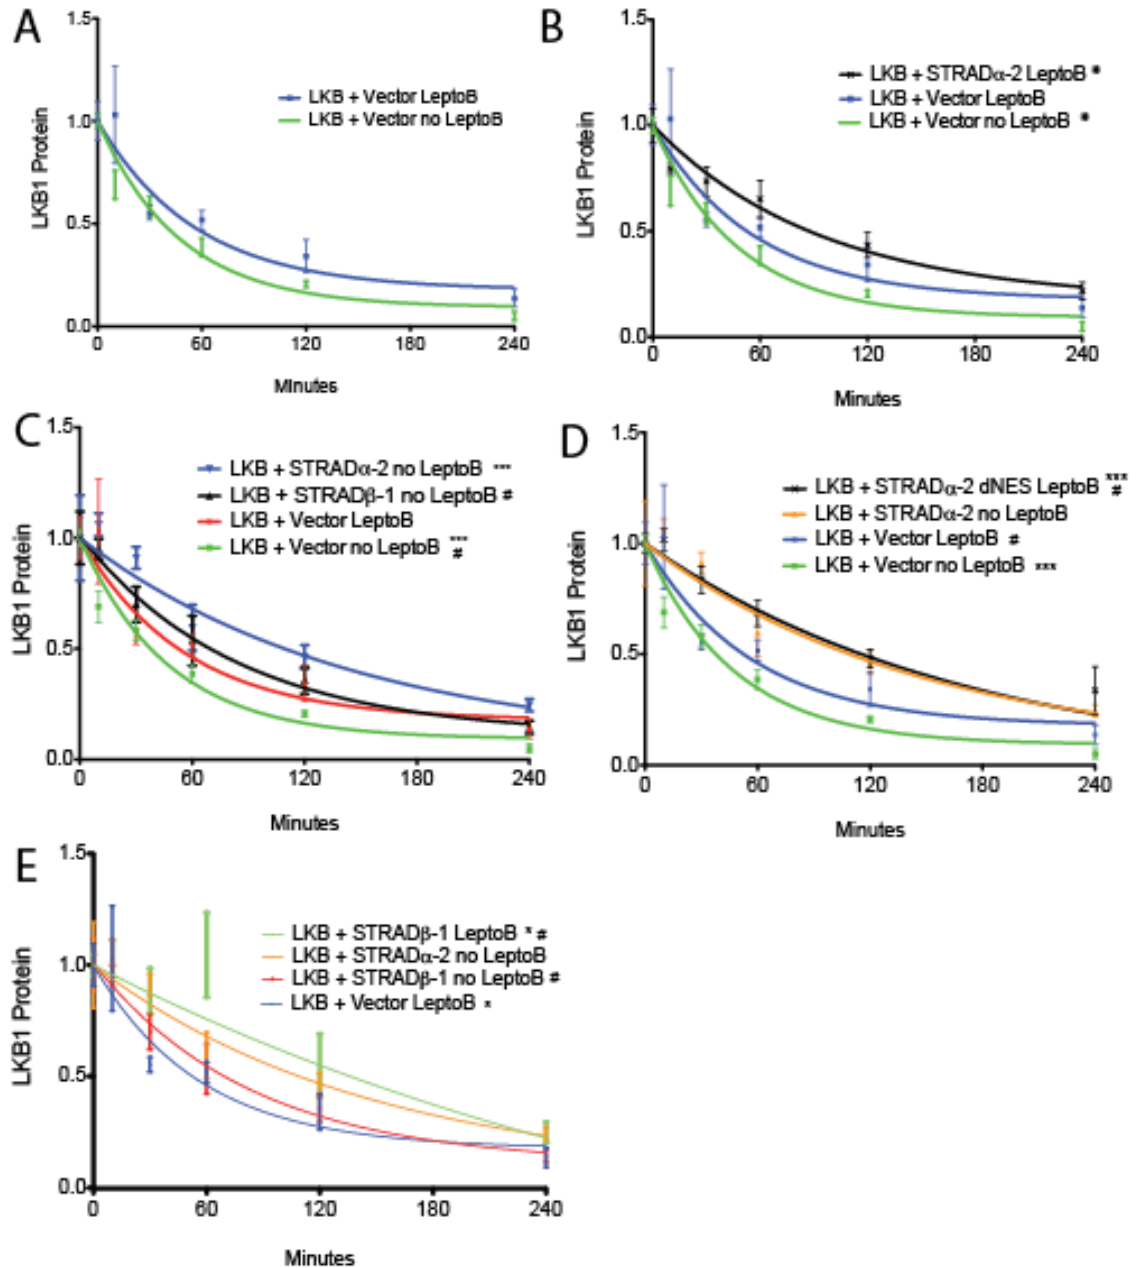 A
1.5
LKB + Vector LeptoB
LKB + Vector no LeptoB
1.0
LKB1 Protein
0.5
0.0
0 60 120 180 240
Minutes
B
1.5
LKB + STRADα-2 LeptoB *
LKB + Vector LeptoB
LKB + Vector no LeptoB *
1.0
LKB1 Protein
0.5
0.0
0 60 120 180 240
Minutes
C
1.5
LKB + STRADα-2 no LeptoB ***
LKB + STRADβ-1 no LeptoB #
LKB + Vector LeptoB
LKB + Vector no LeptoB ***
#
1.0
LKB1 Protein
0.5
0.0
0 60 120 180 240
Minutes
D
1.5
LKB + STRADα-2 dNES LeptoB ***
#
LKB + STRADα-2 no LeptoB
LKB + Vector LeptoB #
LKB + Vector no LeptoB ***
1.0
LKB1 Protein
0.5
0.0
0 60 120 180 240
Minutes
E
1.5
LKB + STRADβ-1 LeptoB * #
LKB + STRADα-2 no LeptoB
LKB + STRADβ-1 no LeptoB #
LKB + Vector LeptoB *
1.0
LKB1 Protein
0.5
0.0
0 60 120 180 240
Minutes